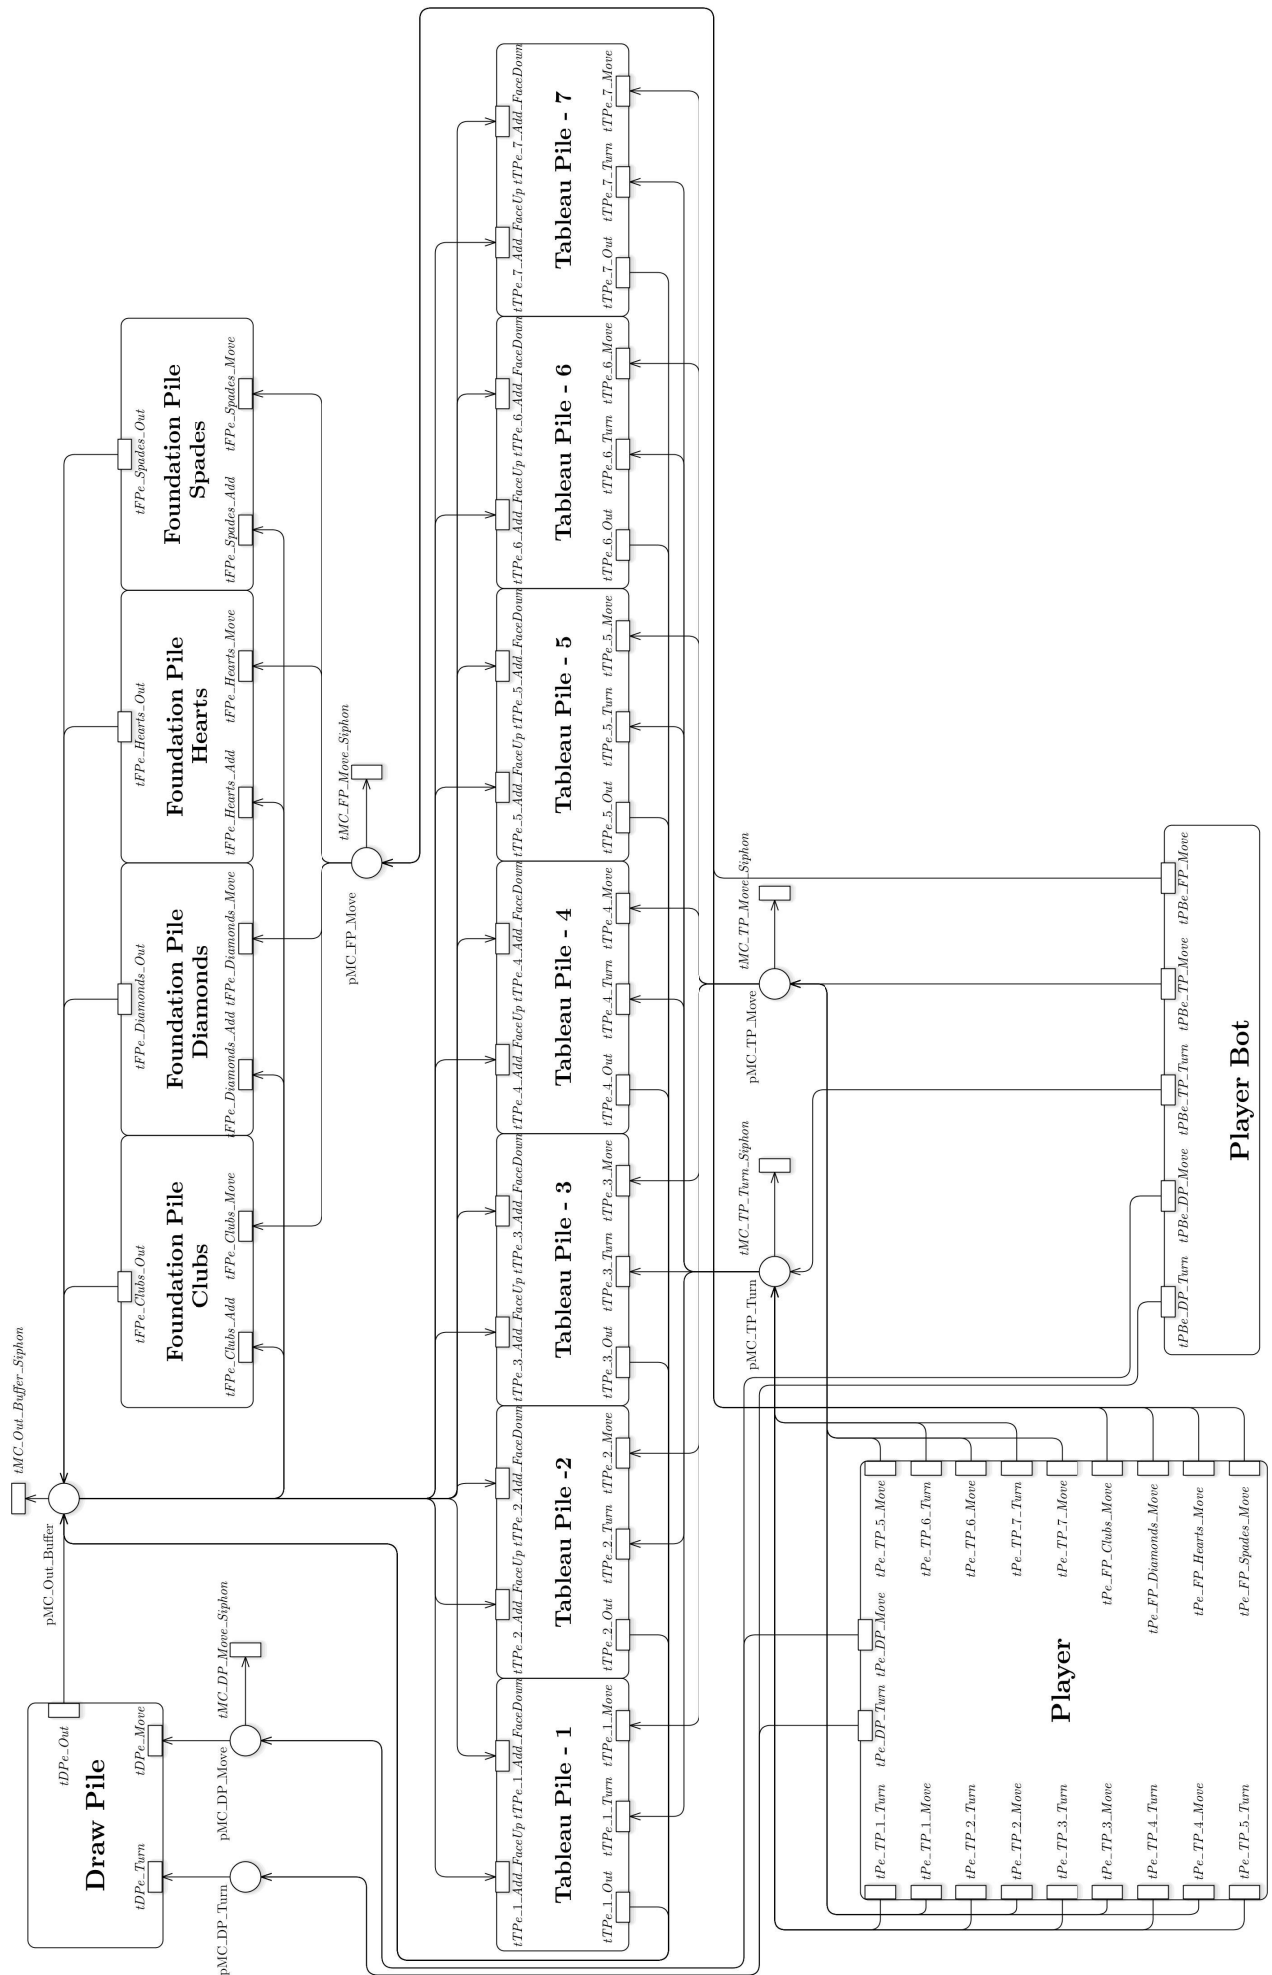 tMC_Out_Buffer_Siphon
pMC_Out_Buffer
Draw Pile
tDPe_Out
tDPe_Turn
tDPe_Move
pMC_DP_Turn
pMC_DP_Move
tMC_DP_Move_Siphon
Foundation Pile
Clubs
tFPe_Clubs_Out
tFPe_Clubs_Add
tFPe_Clubs_Move
Foundation Pile
Diamonds
tFPe_Diamonds_Out
tFPe_Diamonds_Add
tFPe_Diamonds_Move
Foundation Pile
Hearts
tFPe_Hearts_Out
tFPe_Hearts_Add
tFPe_Hearts_Move
Foundation Pile
Spades
tFPe_Spades_Out
tFPe_Spades_Add
tFPe_Spades_Move
pMC_FP_Move
tMC_FP_Move_Siphon
tTPe_1_Add_FaceUp
tTPe_1_Add_FaceDown
Tableau Pile - 1
tTPe_1_Out
tTPe_1_Turn
tTPe_1_Move
tTPe_2_Add_FaceUp
tTPe_2_Add_FaceDown
Tableau Pile -2
tTPe_2_Out
tTPe_2_Turn
tTPe_2_Move
tTPe_3_Add_FaceUp
tTPe_3_Add_FaceDown
Tableau Pile - 3
tTPe_3_Out
tTPe_3_Turn
tTPe_3_Move
tTPe_4_Add_FaceUp
tTPe_4_Add_FaceDown
Tableau Pile - 4
tTPe_4_Out
tTPe_4_Turn
tTPe_4_Move
tTPe_5_Add_FaceUp
tTPe_5_Add_FaceDown
Tableau Pile - 5
tTPe_5_Out
tTPe_5_Turn
tTPe_5_Move
tTPe_6_Add_FaceUp
tTPe_6_Add_FaceDown
Tableau Pile - 6
tTPe_6_Out
tTPe_6_Turn
tTPe_6_Move
tTPe_7_Add_FaceUp
tTPe_7_Add_FaceDown
Tableau Pile - 7
tTPe_7_Out
tTPe_7_Turn
tTPe_7_Move
pMC_TP_Turn
tMC_TP_Turn_Siphon
pMC_TP_Move
tMC_TP_Move_Siphon
Player
tPe_DP_Turn
tPe_DP_Move
tPe_TP_1_Turn
tPe_TP_1_Move
tPe_TP_2_Turn
tPe_TP_2_Move
tPe_TP_3_Turn
tPe_TP_3_Move
tPe_TP_4_Turn
tPe_TP_4_Move
tPe_TP_5_Turn
tPe_TP_5_Move
tPe_TP_6_Turn
tPe_TP_6_Move
tPe_TP_7_Turn
tPe_TP_7_Move
tPe_FP_Clubs_Move
tPe_FP_Diamonds_Move
tPe_FP_Hearts_Move
tPe_FP_Spades_Move
tPBe_DP_Turn
tPBe_DP_Move
tPBe_TP_Turn
tPBe_TP_Move
tPBe_FP_Move
Player Bot